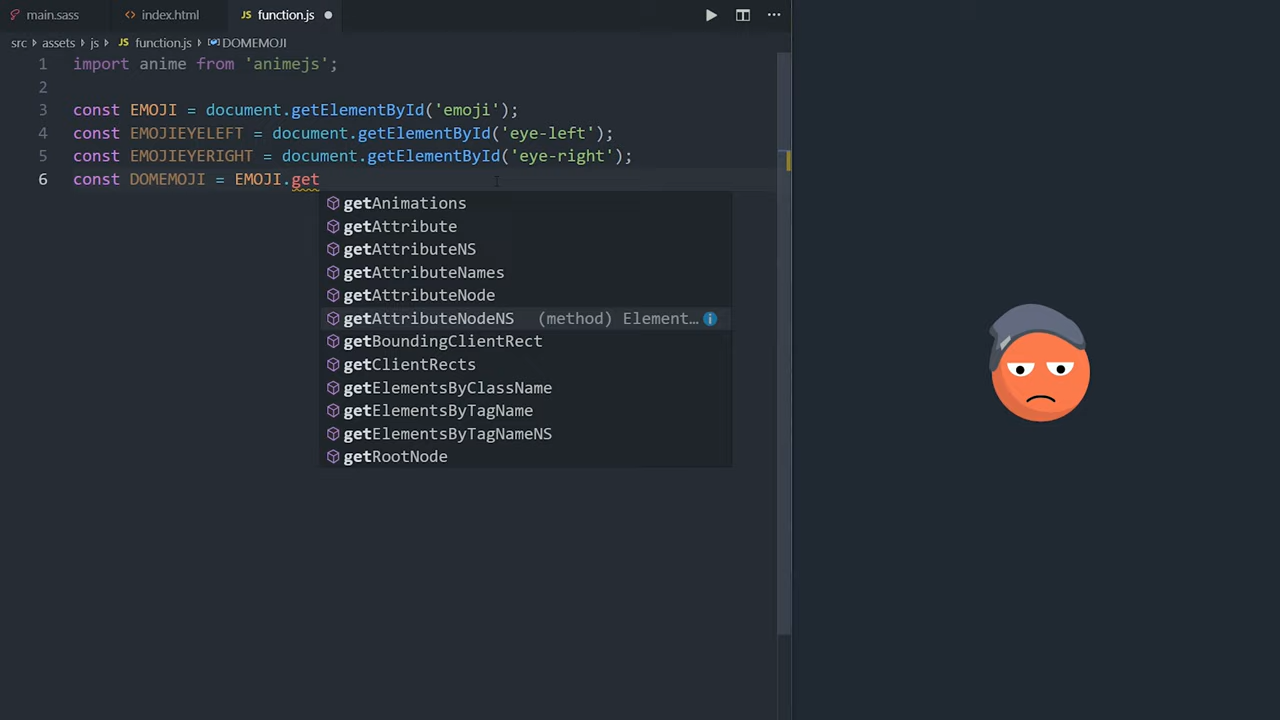 main.sass index.html function.js
src assets js function.js DOMEMOJI
1 import anime from 'animejs';
2
3 const EMOJI = document.getElementById('emoji');
4 const EMOJIEYELEFT = document.getElementById('eye-left');
5 const EMOJIEYERIGHT = document.getElementById('eye-right');
6 const DOMEMOJI = EMOJI.get
getAnimations
getAttribute
getAttributeNS
getAttributeNames
getAttributeNode
getAttributeNodeNS (method) Element…
getBoundingClientRect
getClientRects
getElementsByClassName
getElementsByTagName
getElementsByTagNameNS
getRootNode